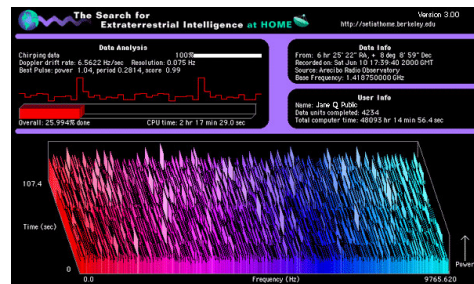 The Search for
Extraterrestrial Intelligence at HOME
Version 3.00
http://setiathome.berkeley.edu
Data Analysis
Chirping data 100%
Doppler drift rate: 6.5622 Hz/sec Resolution: 0.075 Hz
Best Pulse: power 1.04, period 0.2814, score 0.99
Overall: 25.994% done CPU time: 2 hr 17 min 29.0 sec
Data Info
From: 6 hr 25' 22" RA, + 8 deg 8' 59" Dec
Recorded on: Sat Jun 10 17:39:40 2000 GMT
Source: Arecibo Radio Observatory
Base Frequency: 1.418750000 GHz
User Info
Name: Jane Q Public
Data units completed: 4234
Total computer time: 48093 hr 14 min 56.4 sec
107.4
Time (sec)
0
0.0
Frequency (Hz)
9765.620
Power